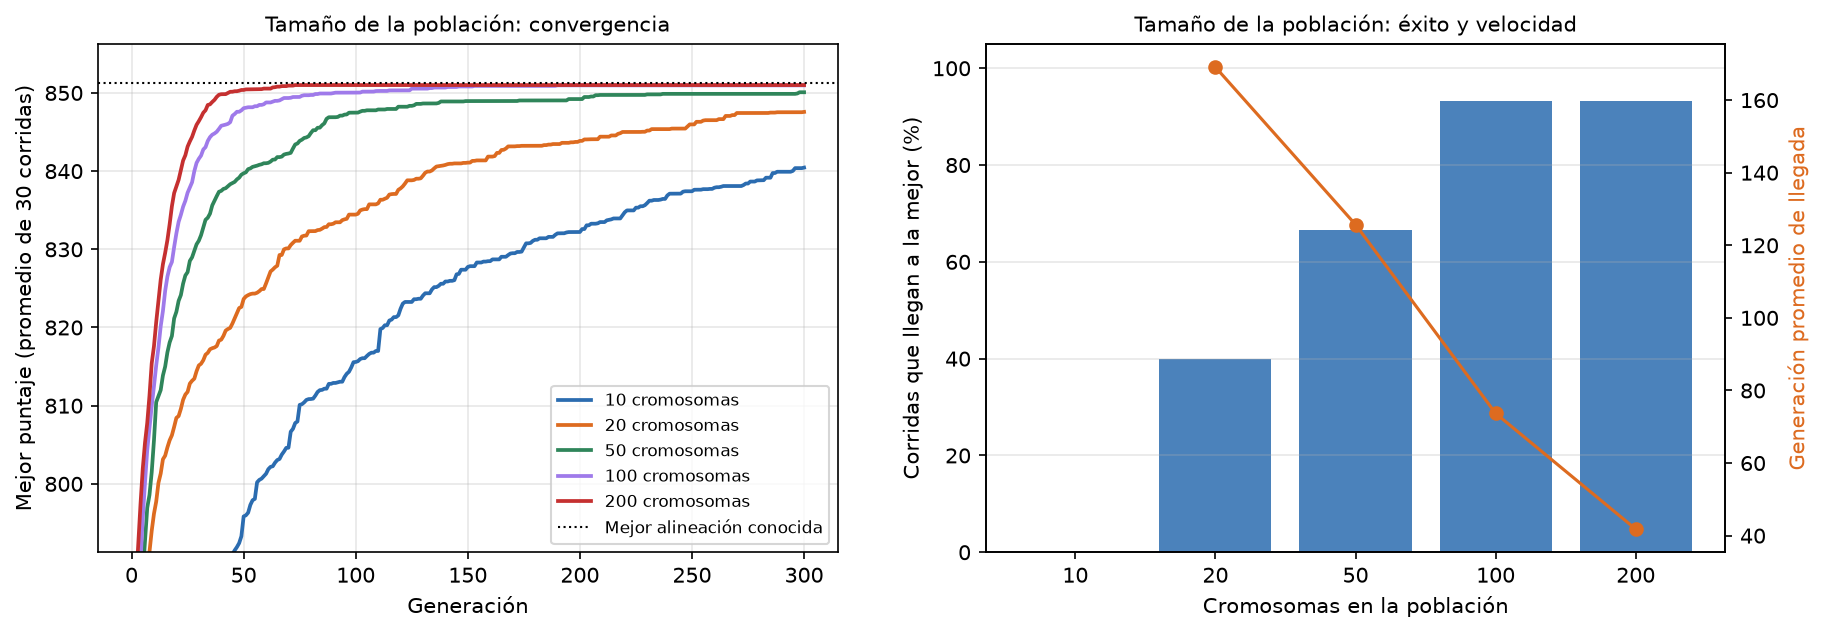 Tamaño de la población: convergencia
Mejor puntaje (promedio de 30 corridas)
850
840
830
820
810
800
0 50 100 150 200 250 300
Generación
10 cromosomas
20 cromosomas
50 cromosomas
100 cromosomas
200 cromosomas
Mejor alineación conocida
Tamaño de la población: éxito y velocidad
Corridas que llegan a la mejor (%)
100
80
60
40
20
0
10 20 50 100 200
Cromosomas en la población
160
140
120
100
80
60
40
Generación promedio de llegada